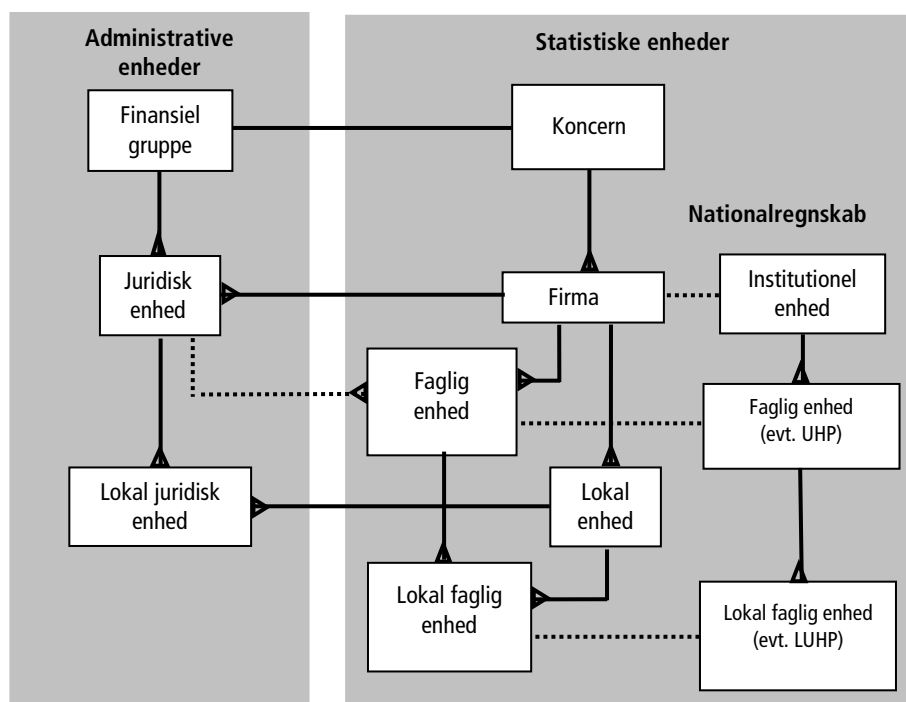 Administrative
enheder
Statistiske enheder
Finansiel
gruppe
Koncern
Nationalregnskab
Juridisk
enhed
Firma
Institutionel
enhed
Faglig
enhed
Faglig enhed
(evt. UHP)
Lokal juridisk
enhed
Lokal
enhed
Lokal faglig
enhed
Lokal faglig enhed
(evt. LUHP)